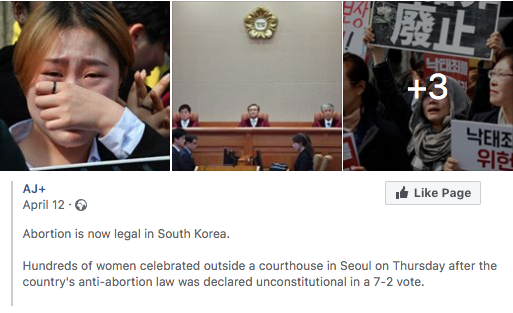 廢止
+3
낙태죄
위헌
AJ+
April 12 ·
Like Page
Abortion is now legal in South Korea.
Hundreds of women celebrated outside a courthouse in Seoul on Thursday after the
country's anti-abortion law was declared unconstitutional in a 7-2 vote.